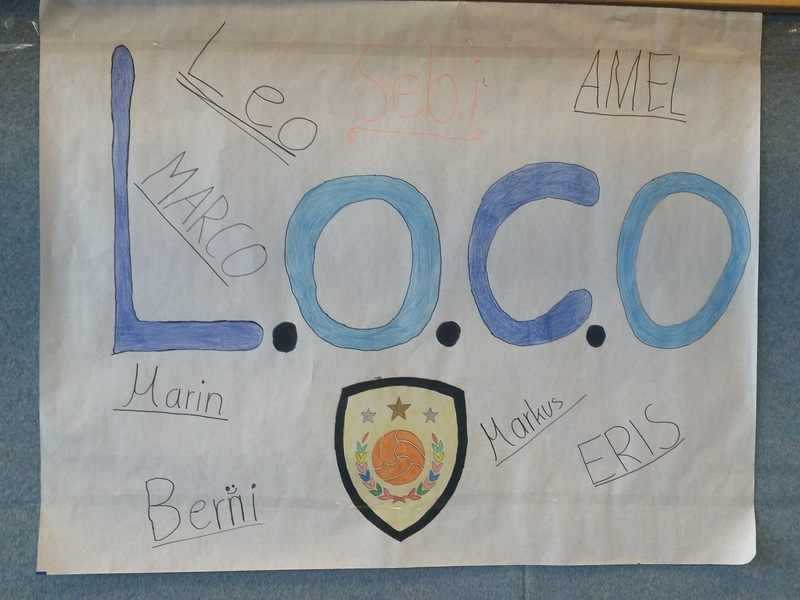 Leo
Sebi
AMEL
MARCO
L.O.C.O
Marin
Markus
ERIS
Berni